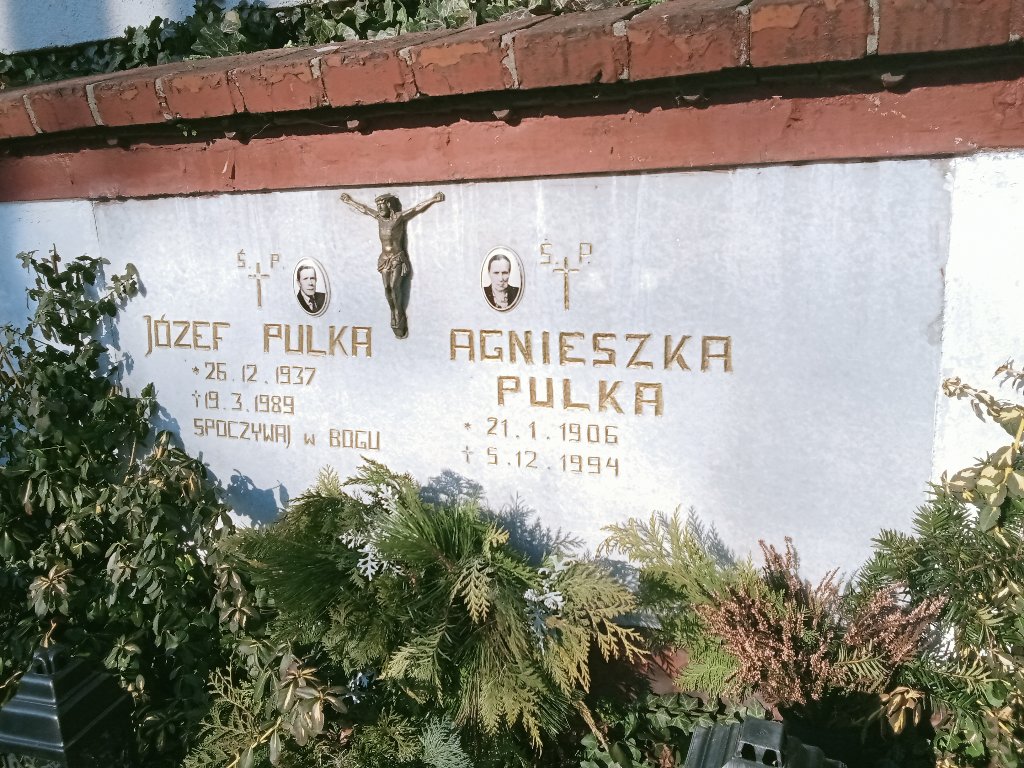 Ś. P.
JÓZEF PULKA
* 26.12.1937
† 19.3.1989
SPOCZYWAJ W BOGU
Ś. P.
AGNIESZKA
PULKA
* 21.1.1906
† 5.12.1994